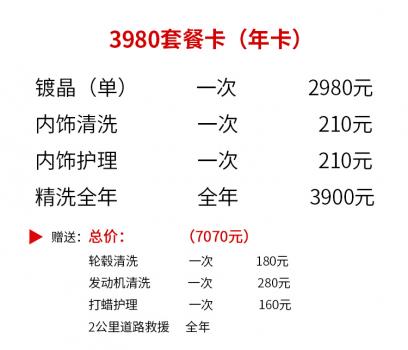 3980套餐卡（年卡）
镀晶（单） 一次 2980元
内饰清洗 一次 210元
内饰护理 一次 210元
精洗全年 全年 3900元
赠送: 总价: （7070元）
轮毂清洗 一次 180元
发动机清洗 一次 280元
打蜡护理 一次 160元
2公里道路救援 全年